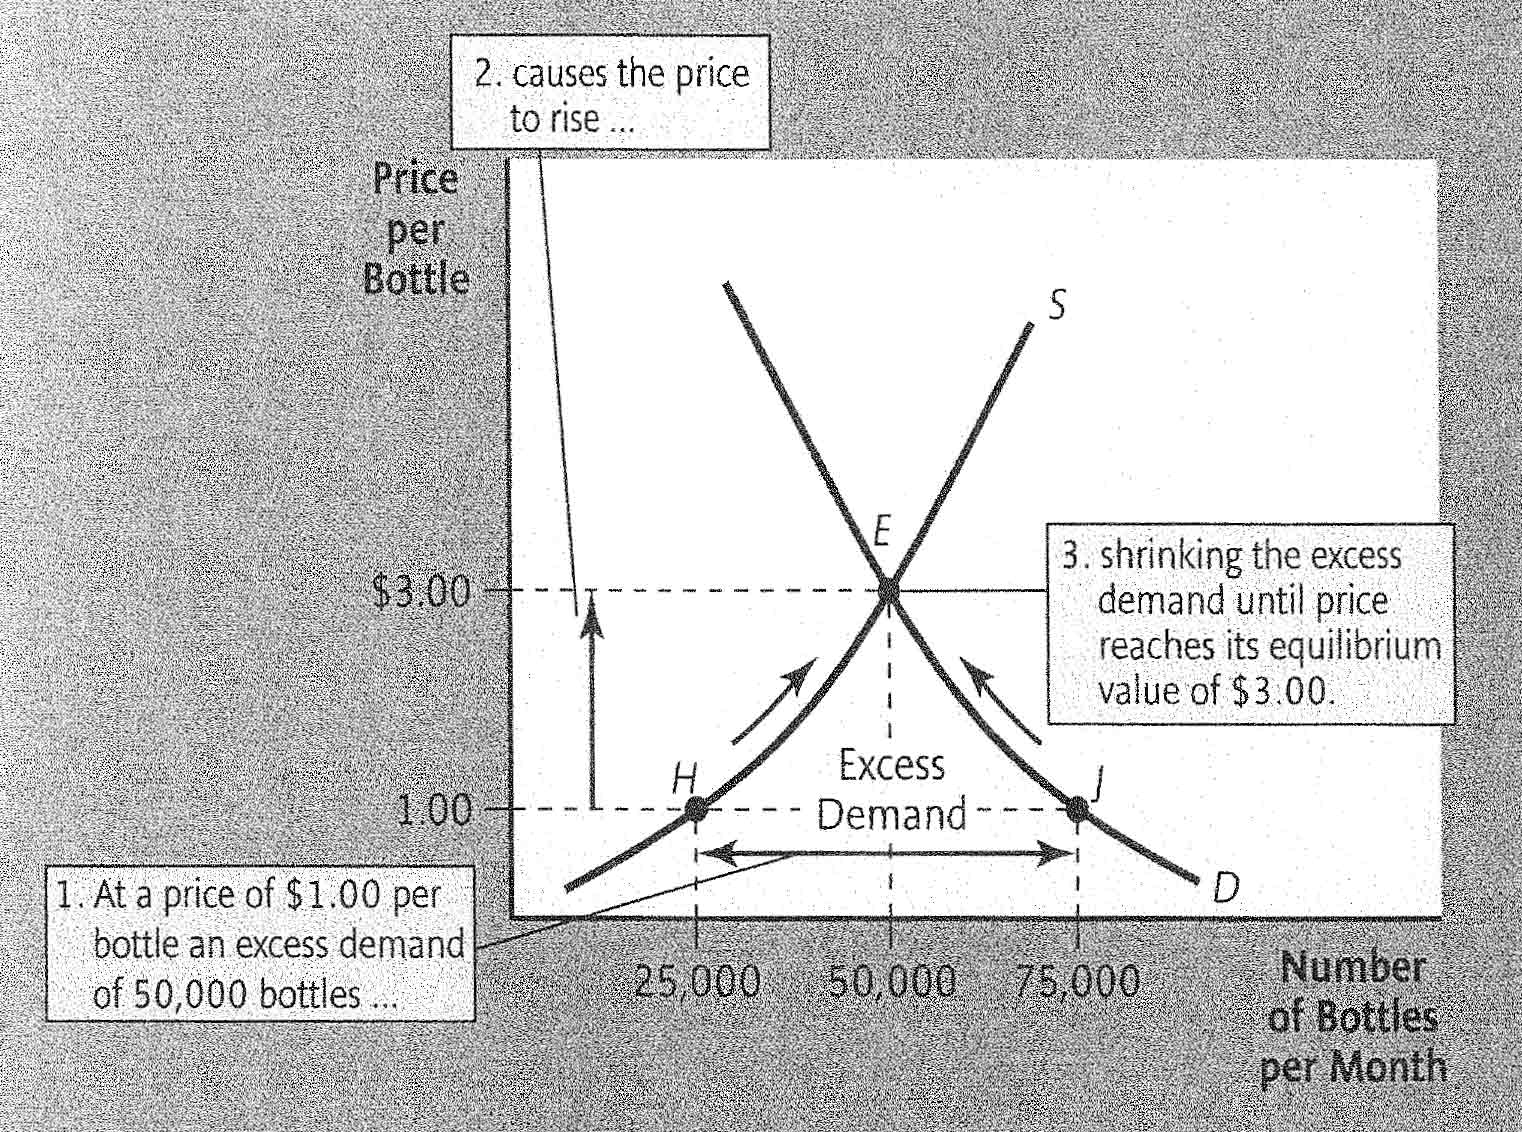 2. causes the price
to rise ...
Price
per
Bottle
S
E
$3.00
3. shrinking the excess
demand until price
reaches its equilibrium
value of $3.00.
H
Excess
J
1.00
Demand
1. At a price of $1.00 per
bottle an excess demand
of 50,000 bottles ...
D
25,000 50,000 75,000
Number
of Bottles
per Month